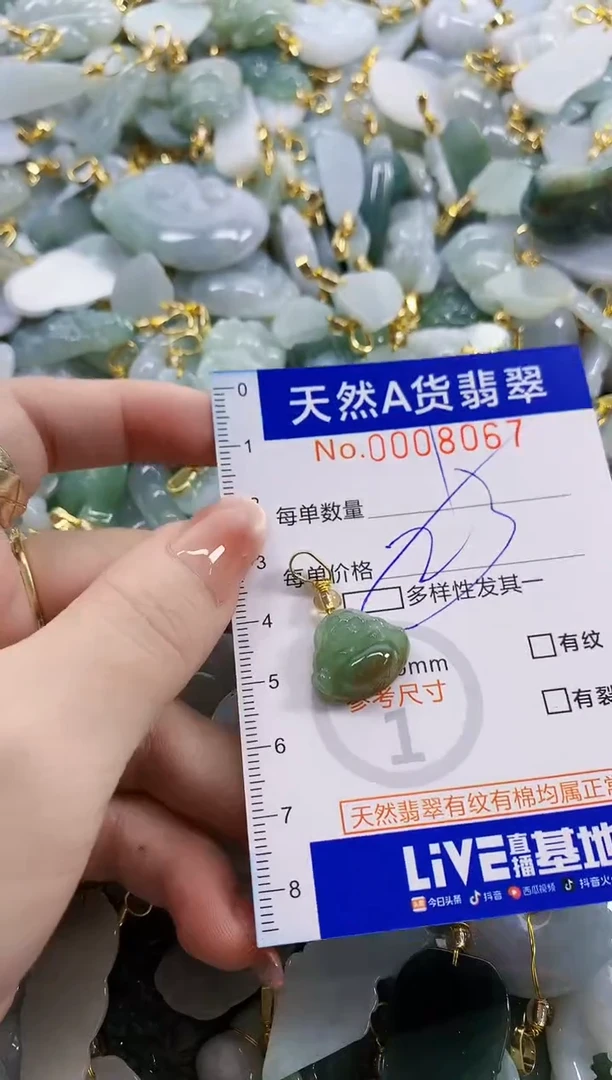 天然A货翡翠
No.0008067
每单数量
每单价格
多样性发其一
mm
有纹
参考尺寸
有裂
1
天然翡翠有纹有棉均属正常
LiVE直播基地
今日头条 抖音 西瓜视频 抖音火
0
1
2
3
4
5
6
7
8